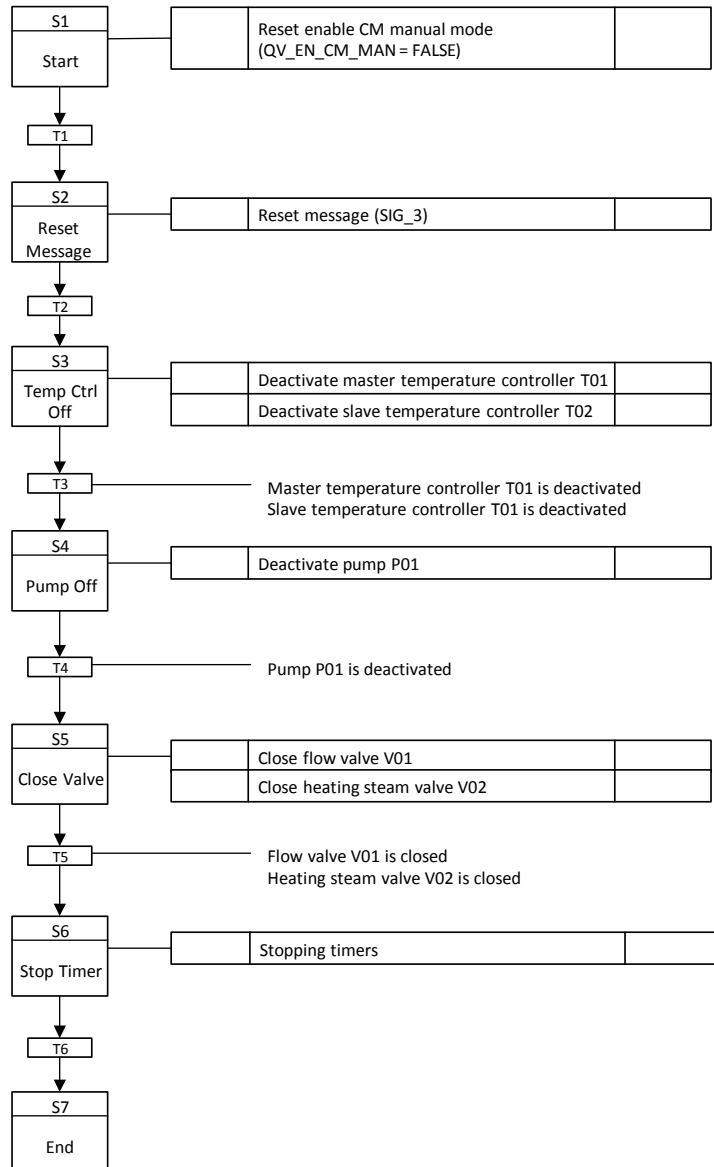 S1
Start
Reset enable CM manual mode
(QV_EN_CM_MAN = FALSE)
T1
S2
Reset
Message
Reset message (SIG_3)
T2
S3
Temp Ctrl
Off
Deactivate master temperature controller T01
Deactivate slave temperature controller T02
T3
Master temperature controller T01 is deactivated
Slave temperature controller T01 is deactivated
S4
Pump Off
Deactivate pump P01
T4
Pump P01 is deactivated
S5
Close Valve
Close flow valve V01
Close heating steam valve V02
T5
Flow valve V01 is closed
Heating steam valve V02 is closed
S6
Stop Timer
Stopping timers
T6
S7
End